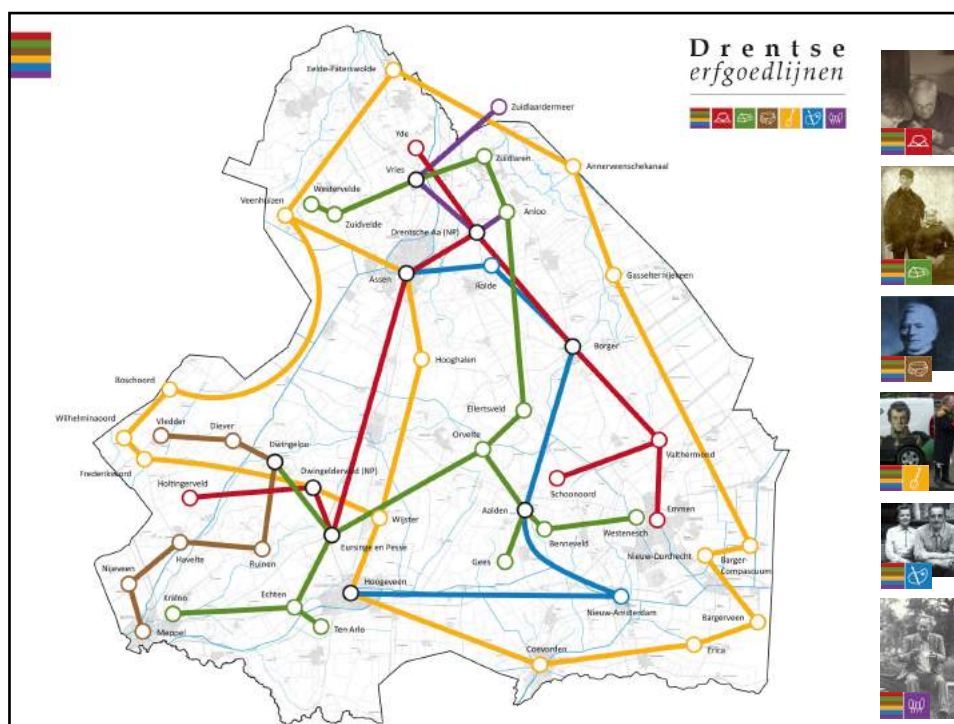 Drentse
erfgoedlijnen
Eelde-Paterswolde
Zuidlaardermeer
Yde
Zuidlaren
Vries
Annerveenschekanaal
Westervelde
Veenhuizen
Zuidvelde
Anloo
Drentsche Aa (NP)
Assen
Rolde
Gasselternijveen
Borger
Hooghalen
Boschoord
Ellertsveld
Wilhelminaoord
Vledder
Diever
Orvelte
Dwingeloo
Valthermond
Frederiksoord
Dwingelderveld (NP)
Holtingerveld
Schoonoord
Emmen
Aalden
Wijster
Westenesch
Eursinge en Pesse
Benneveld
Nieuw-Dordrecht
Barger-
Compascuum
Havelte
Ruinen
Gees
Nijeveen
Hoogeveen
Echten
Nieuw-Amsterdam
Kraloo
Bargerveen
Meppel
Ten Arlo
Erica
Coevorden